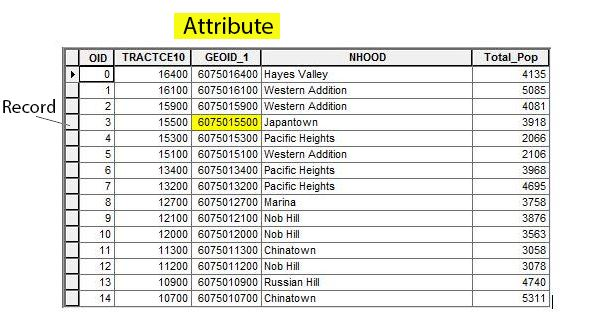 Attribute
OID TRACTCE10 GEOID_1 NHOOD Total_Pop
0 16400 6075016400 Hayes Valley 4135
1 16100 6075016100 Western Addition 5085
2 15900 6075015900 Western Addition 4081
Record
3 15500 6075015500 Japantown 3918
4 15300 6075015300 Pacific Heights 2066
5 15100 6075015100 Western Addition 2106
6 13400 6075013400 Pacific Heights 3968
7 13200 6075013200 Pacific Heights 4695
8 12700 6075012700 Marina 3758
9 12100 6075012100 Nob Hill 3876
10 12000 6075012000 Nob Hill 3563
11 11300 6075011300 Chinatown 3058
12 11200 6075011200 Nob Hill 3078
13 10900 6075010900 Russian Hill 4740
14 10700 6075010700 Chinatown 5311